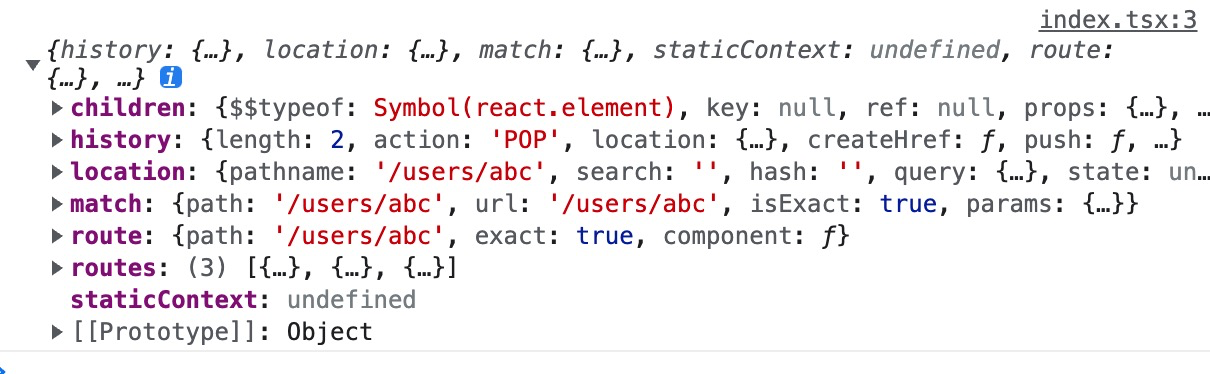 index.tsx:3
{history: {…}, location: {…}, match: {…}, staticContext: undefined, route:
{…}, …} i
children: {$$typeof: Symbol(react.element), key: null, ref: null, props: {…}, …
history: {length: 2, action: 'POP', location: {…}, createHref: ƒ, push: ƒ, …}
location: {pathname: '/users/abc', search: '', hash: '', query: {…}, state: un…
match: {path: '/users/abc', url: '/users/abc', isExact: true, params: {…}}
route: {path: '/users/abc', exact: true, component: ƒ}
routes: (3) [{…}, {…}, {…}]
staticContext: undefined
[[Prototype]]: Object